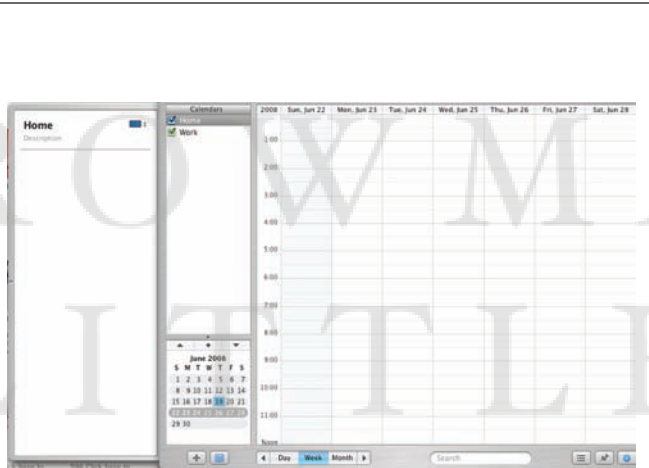 Home
Description
Calendars
Home
Work
June 2008
S M T W T F S
1 2 3 4 5 6 7
8 9 10 11 12 13 14
15 16 17 18 19 20 21
22 23 24 25 26 27 28
29 30
2008 Sun, Jun 22 Mon, Jun 23 Tue, Jun 24 Wed, Jun 25 Thu, Jun 26 Fri, Jun 27 Sat, Jun 28
1:00
2:00
3:00
4:00
5:00
6:00
7:00
8:00
9:00
10:00
11:00
Noon
Day Week Month
Search
ROWMA
LITTLE